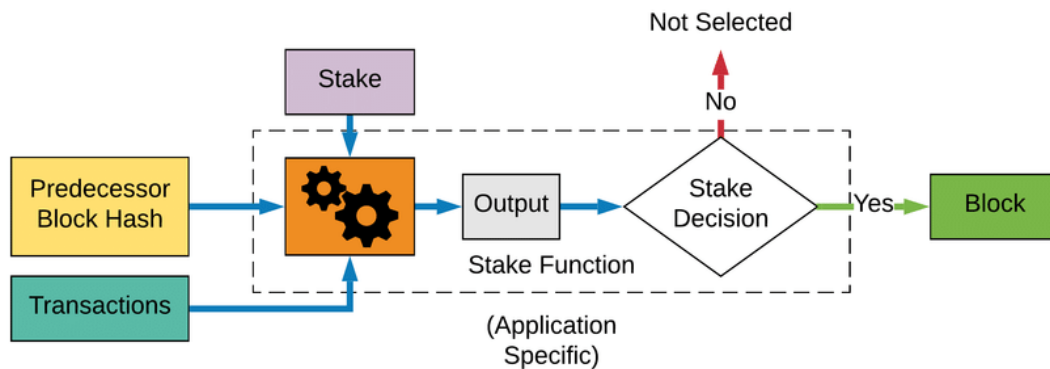 Not Selected
Stake
No
Predecessor
Block Hash
Output
Stake
Decision
Yes
Block
Stake Function
Transactions
(Application
Specific)